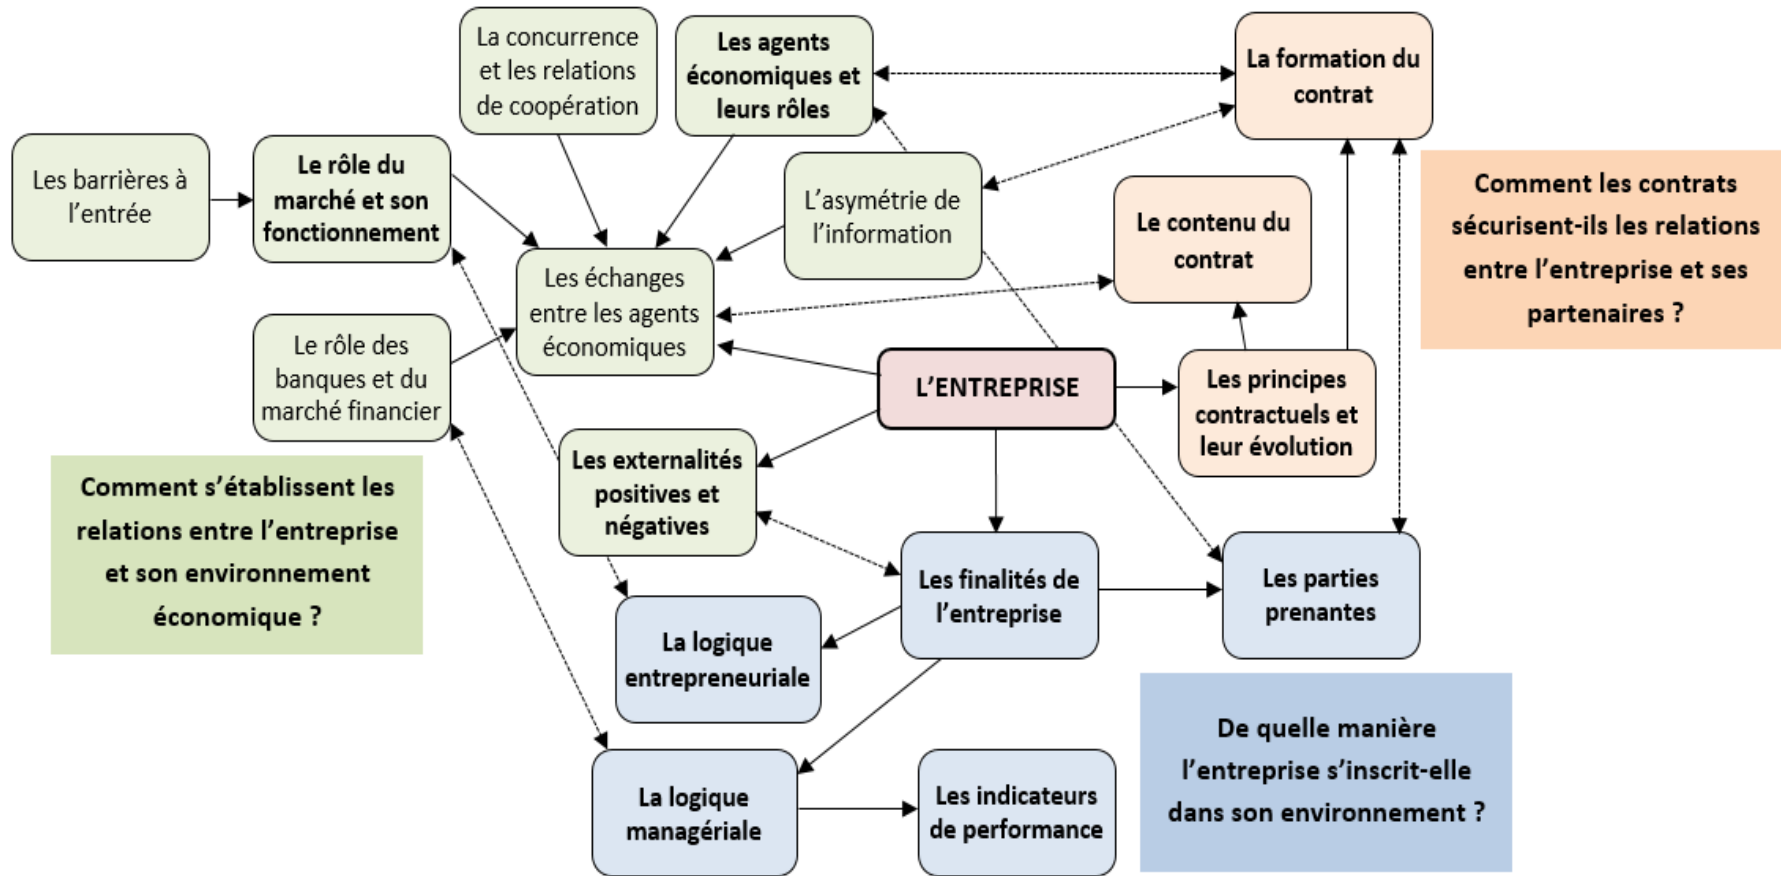 La concurrence
et les relations
de coopération
Les agents
économiques et
leurs rôles
La formation du
contrat
Les barrières à
l’entrée
Le rôle du
marché et son
fonctionnement
L’asymétrie de
l’information
Le contenu du
contrat
Comment les contrats
sécurisent-ils les relations
entre l’entreprise et ses
partenaires ?
Les échanges
entre les agents
économiques
Le rôle des
banques et du
marché financier
L’ENTREPRISE
Les principes
contractuels et
leur évolution
Comment s’établissent les
relations entre l’entreprise
et son environnement
économique ?
Les externalités
positives et
négatives
Les finalités de
l’entreprise
Les parties
prenantes
La logique
entrepreneuriale
De quelle manière
l’entreprise s’inscrit-elle
dans son environnement ?
La logique
managériale
Les indicateurs
de performance